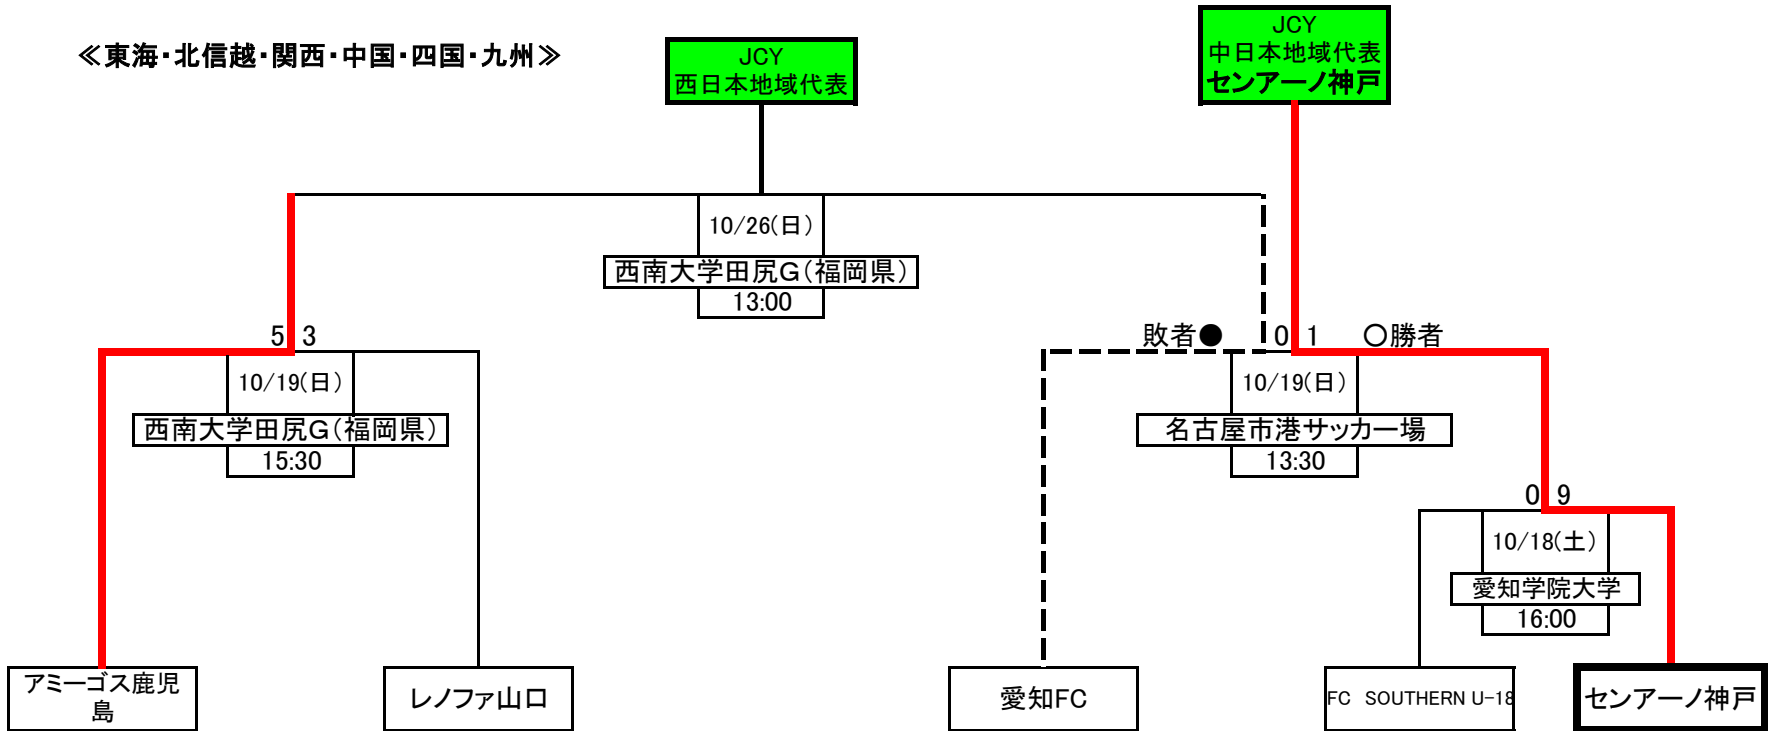 ≪東海・北信越・関西・中国・四国・九州≫
JCY
西日本地域代表
JCY
中日本地域代表
センアーノ神戸
10/26(日)
西南大学田尻G(福岡県)
13:00
5 3
10/19(日)
西南大学田尻G(福岡県)
15:30
敗者● 0 1 ○勝者
10/19(日)
名古屋市港サッカー場
13:30
0 9
10/18(土)
愛知学院大学
16:00
アミーゴス鹿児
島
レノファ山口
愛知FC
FC SOUTHERN U-18
センアーノ神戸